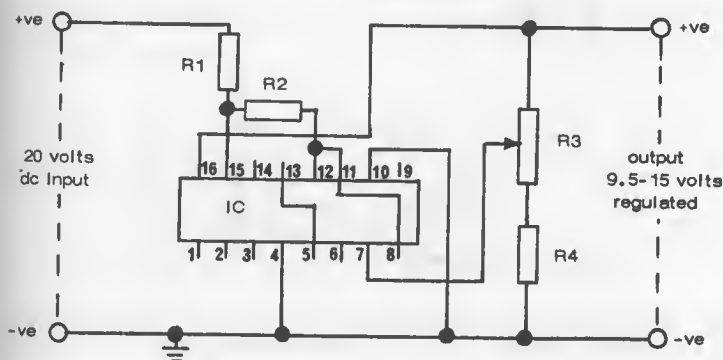 +ve
+ve
R1
R2
R3
20 volts
dc Input
output
9.5-15 volts
regulated
16 15 14 13 12 11 10 9
IC
1 2 3 4 5 6 7 8
R4
-ve
-ve